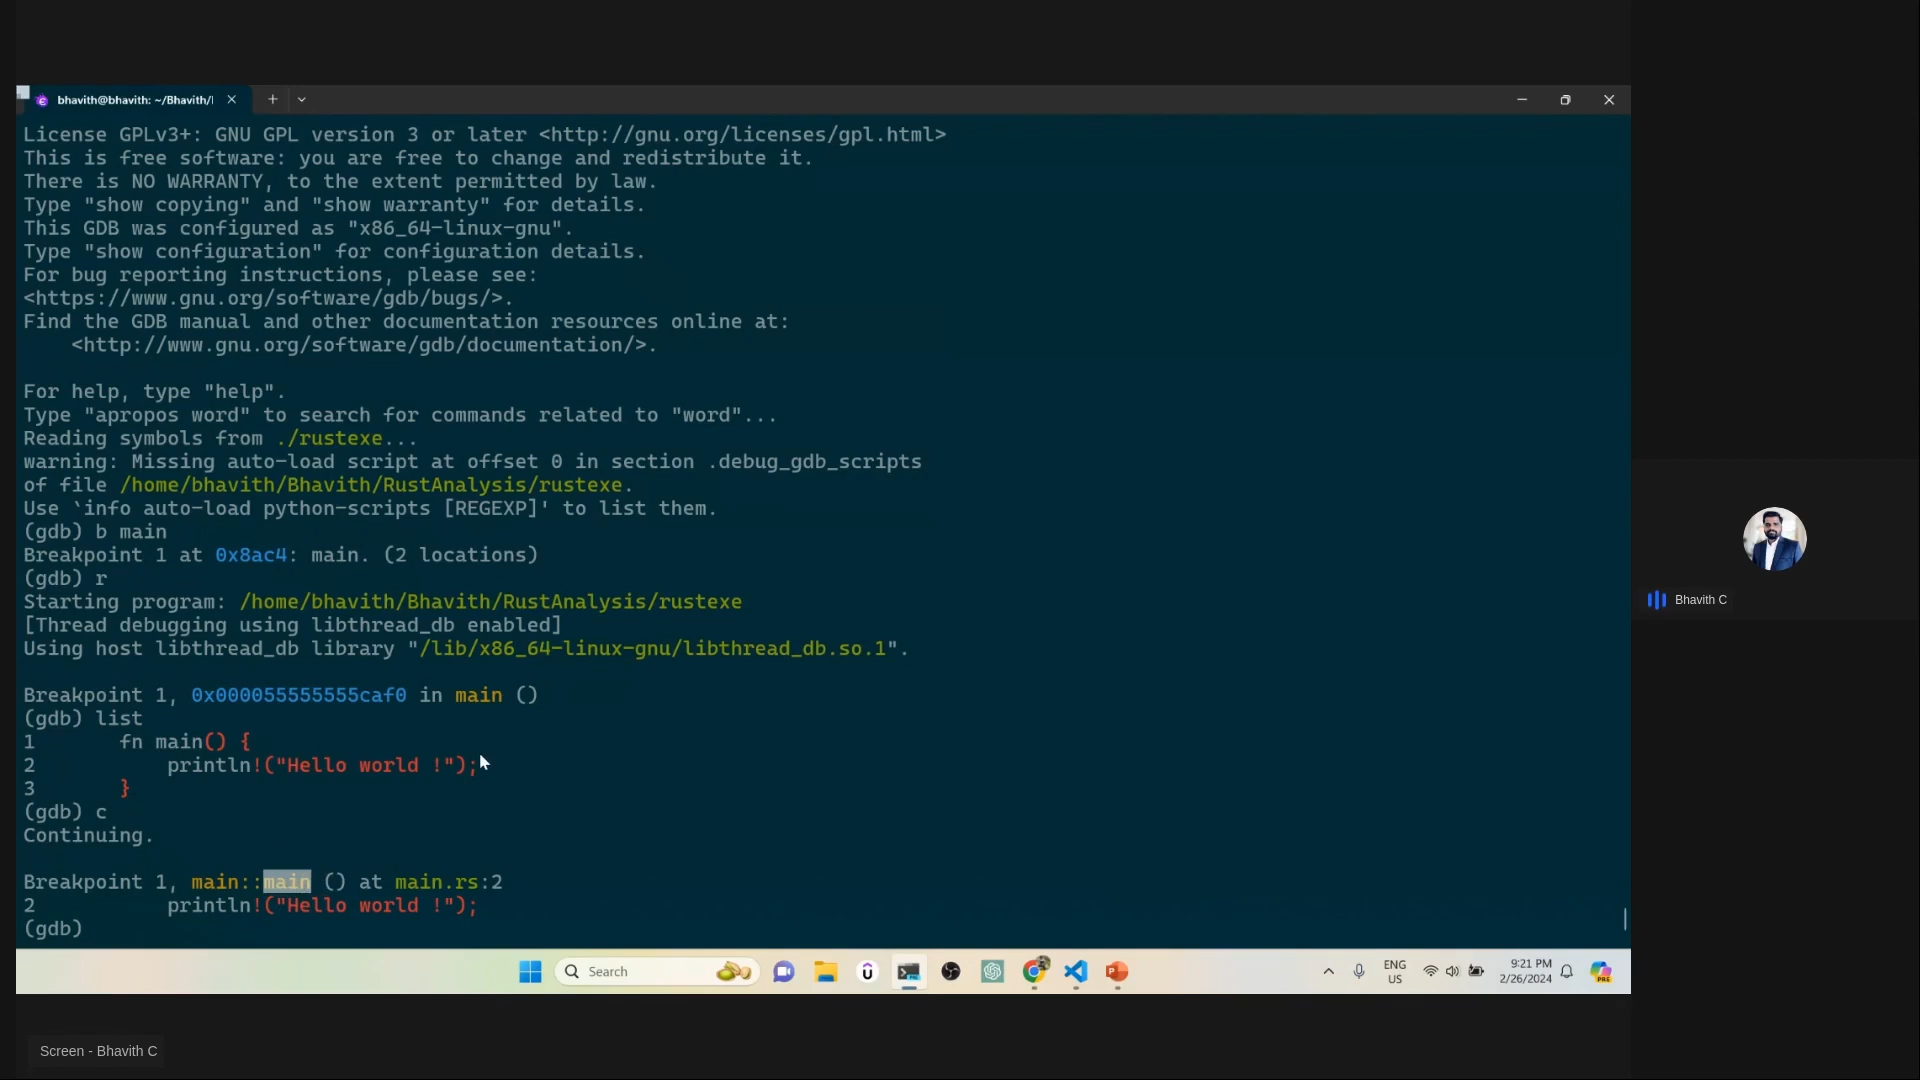 bhavith@bhavith: ~/Bhavith/I
License GPLv3+: GNU GPL version 3 or later <http://gnu.org/licenses/gpl.html>
This is free software: you are free to change and redistribute it.
There is NO WARRANTY, to the extent permitted by law.
Type "show copying" and "show warranty" for details.
This GDB was configured as "x86_64-linux-gnu".
Type "show configuration" for configuration details.
For bug reporting instructions, please see:
<https://www.gnu.org/software/gdb/bugs/>.
Find the GDB manual and other documentation resources online at:
    <http://www.gnu.org/software/gdb/documentation/>.
For help, type "help".
Type "apropos word" to search for commands related to "word"...
Reading symbols from ./rustexe...
warning: Missing auto-load script at offset 0 in section .debug_gdb_scripts
of file /home/bhavith/Bhavith/RustAnalysis/rustexe.
Use `info auto-load python-scripts [REGEXP]' to list them.
(gdb) b main
Breakpoint 1 at 0x8ac4: main. (2 locations)
(gdb) r
Starting program: /home/bhavith/Bhavith/RustAnalysis/rustexe
[Thread debugging using libthread_db enabled]
Using host libthread_db library "/lib/x86_64-linux-gnu/libthread_db.so.1".
Breakpoint 1, 0x000055555555caf0 in main ()
(gdb) list
1       fn main() {
2           println!("Hello world !");
3       }
(gdb) c
Continuing.
Breakpoint 1, main::main () at main.rs:2
2           println!("Hello world !");
(gdb)
Bhavith C
Search
ENG
US
9:21 PM
2/26/2024
PRE
Screen - Bhavith C